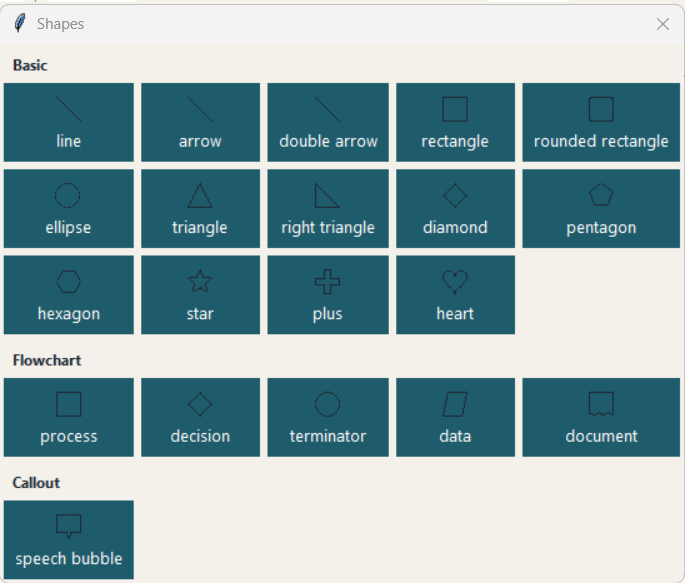 Shapes
Basic
line
arrow
double arrow
rectangle
rounded rectangle
ellipse
triangle
right triangle
diamond
pentagon
hexagon
star
plus
heart
Flowchart
process
decision
terminator
data
document
Callout
speech bubble